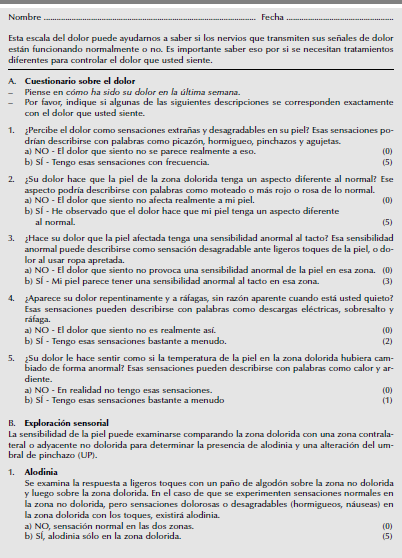 Nombre ........................................................................ Fecha ....................................
Esta escala del dolor puede ayudarnos a saber si los nervios que transmiten sus señales de dolor
están funcionando normalmente o no. Es importante saber eso por si se necesitan tratamientos
diferentes para controlar el dolor que usted siente.
A. Cuestionario sobre el dolor
– Piense en cómo ha sido su dolor en la última semana.
– Por favor, indique si algunas de las siguientes descripciones se corresponden exactamente
con el dolor que usted siente.
1. ¿Percibe el dolor como sensaciones extrañas y desagradables en su piel? Esas sensaciones po-
drían describirse con palabras como picazón, hormigueo, pinchazos y agujetas.
a) NO - El dolor que siento no se parece realmente a eso. (0)
b) SÍ - Tengo esas sensaciones con frecuencia. (5)
2. ¿Su dolor hace que la piel de la zona dolorida tenga un aspecto diferente al normal? Ese
aspecto podría describirse con palabras como moteado o más rojo o rosa de lo normal.
a) NO - El dolor que siento no afecta realmente a mi piel. (0)
b) SÍ - He observado que el dolor hace que mi piel tenga un aspecto diferente
al normal. (5)
3. ¿Hace su dolor que la piel afectada tenga una sensibilidad anormal al tacto? Esa sensibilidad
anormal puede describirse como sensación desagradable ante ligeros toques de la piel, o do-
lor al usar ropa apretada.
a) NO - El dolor que siento no provoca una sensibilidad anormal de la piel en esa zona. (0)
b) SÍ - Mi piel parece tener una sensibilidad anormal al tacto en esa zona. (3)
4. ¿Aparece su dolor repentinamente y a ráfagas, sin razón aparente cuando está usted quieto?
Esas sensaciones pueden describirse con palabras como descargas eléctricas, sobresalto y
ráfaga.
a) NO - El dolor que siento no es realmente así. (0)
b) SÍ - Tengo esas sensaciones bastante a menudo. (2)
5. ¿Su dolor le hace sentir como si la temperatura de la piel en la zona dolorida hubiera cam-
biado de forma anormal? Esas sensaciones pueden describirse con palabras como calor y ar-
diente.
a) NO - En realidad no tengo esas sensaciones. (0)
b) SÍ - Tengo esas sensaciones bastante a menudo (1)
B. Exploración sensorial
La sensibilidad de la piel puede examinarse comparando la zona dolorida con una zona contrala-
teral o adyacente no dolorida para determinar la presencia de alodinia y una alteración del um-
bral de pinchazo (UP).
1. Alodinia
Se examina la respuesta a ligeros toques con un paño de algodón sobre la zona no dolorida
y luego sobre la zona dolorida. En el caso de que se experimenten sensaciones normales en
la zona no dolorida, pero sensaciones dolorosas o desagradables (hormigueos, náuseas) en
la zona dolorida con los toques, existirá alodinia.
a) NO, sensación normal en las dos zonas. (0)
b) SÍ, alodinia sólo en la zona dolorida. (5)